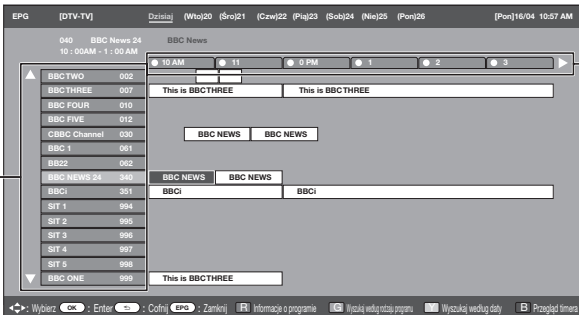 EPG [DTV-TV] Dzisiaj (Wto)20 (Śro)21 (Czw)22 (Pią)23 (Sob)24 (Nie)25 (Pon)26 [Pon]16/04 10:57 AM
040 BBC News 24 BBC News
10 : 00AM - 1 : 00 AM
10 AM 11 0 PM 1 2 3
BBCTWO 002
BBCTHREE 007 This is BBCTHREE This is BBCTHREE
BBC FOUR 010
BBC FIVE 012
CBBC Channel 030 BBC NEWS BBC NEWS
BBC 1 061
BB22 062
BBC NEWS 24 340 BBC NEWS BBC NEWS
BBCi 351 BBCi BBCi
SIT 1 994
SIT 2 995
SIT 3 996
SIT 4 997
SIT 5 998
BBC ONE 999 This is BBCTHREE
: Wybierz OK : Enter : Cofnij EPG : Zamknij R Informacje o programie G Wyszukaj według rodzaju programu Y Wyszukaj według daty B Przegląd timera